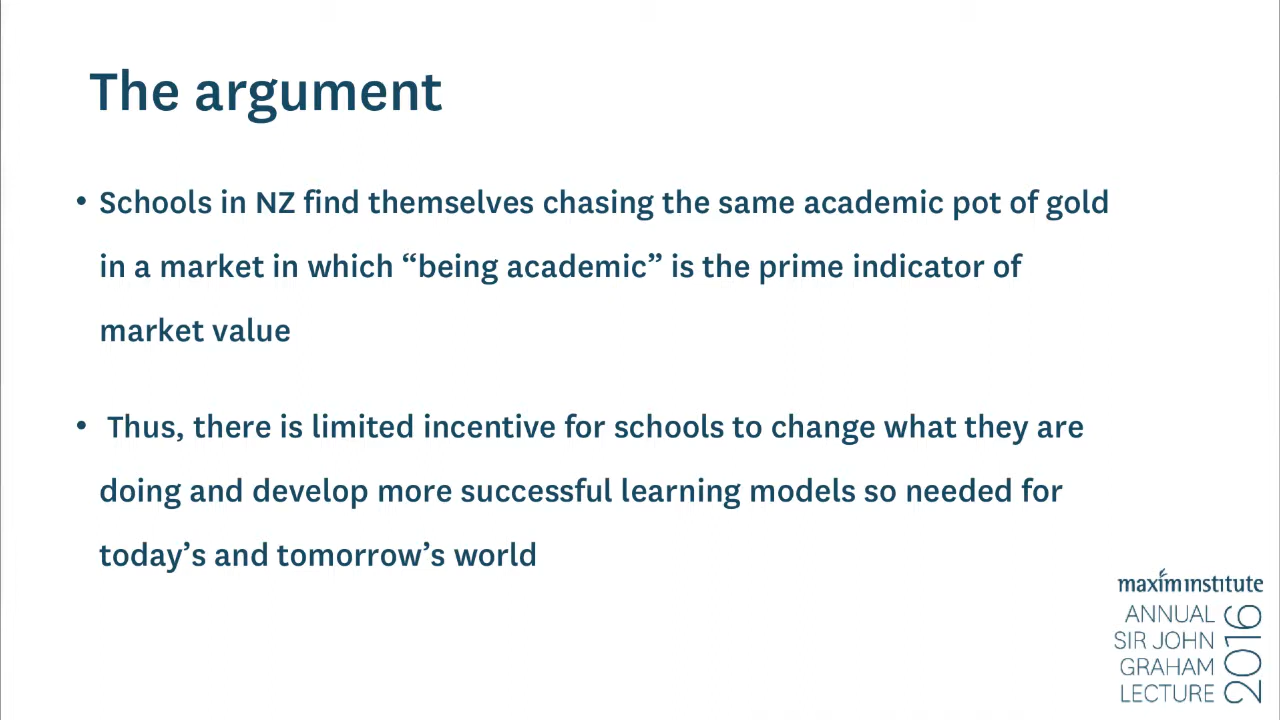 The argument
• Schools in NZ find themselves chasing the same academic pot of gold
in a market in which “being academic” is the prime indicator of
market value
• Thus, there is limited incentive for schools to change what they are
doing and develop more successful learning models so needed for
today’s and tomorrow’s world
maxim institute
ANNUAL
SIR JOHN
GRAHAM
LECTURE
2016